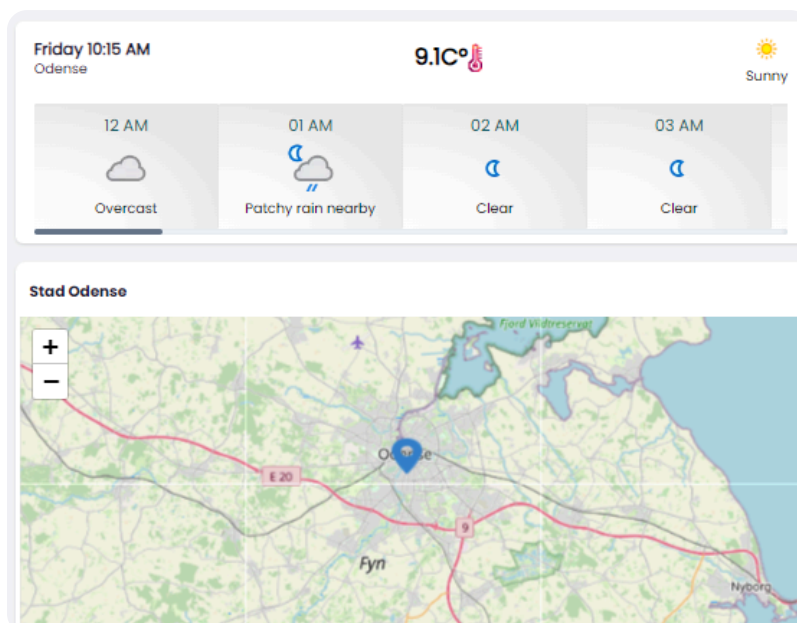 Friday 10:15 AM
Odense
9.1C°
Sunny
12 AM
01 AM
02 AM
03 AM
Overcast
Patchy rain nearby
Clear
Clear
Stad Odense
+
−
Fjord Vildtreservat
Odense
E 20
9
Fyn
Nyborg